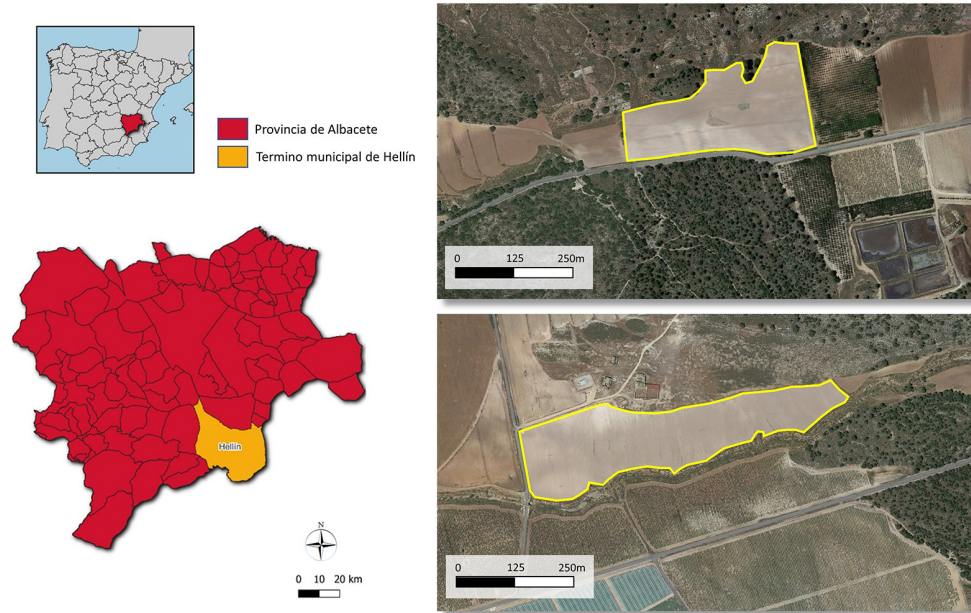 Provincia de Albacete
Termino municipal de Hellín
Hellín
N
0 10 20 km
0 125 250m
0 125 250m